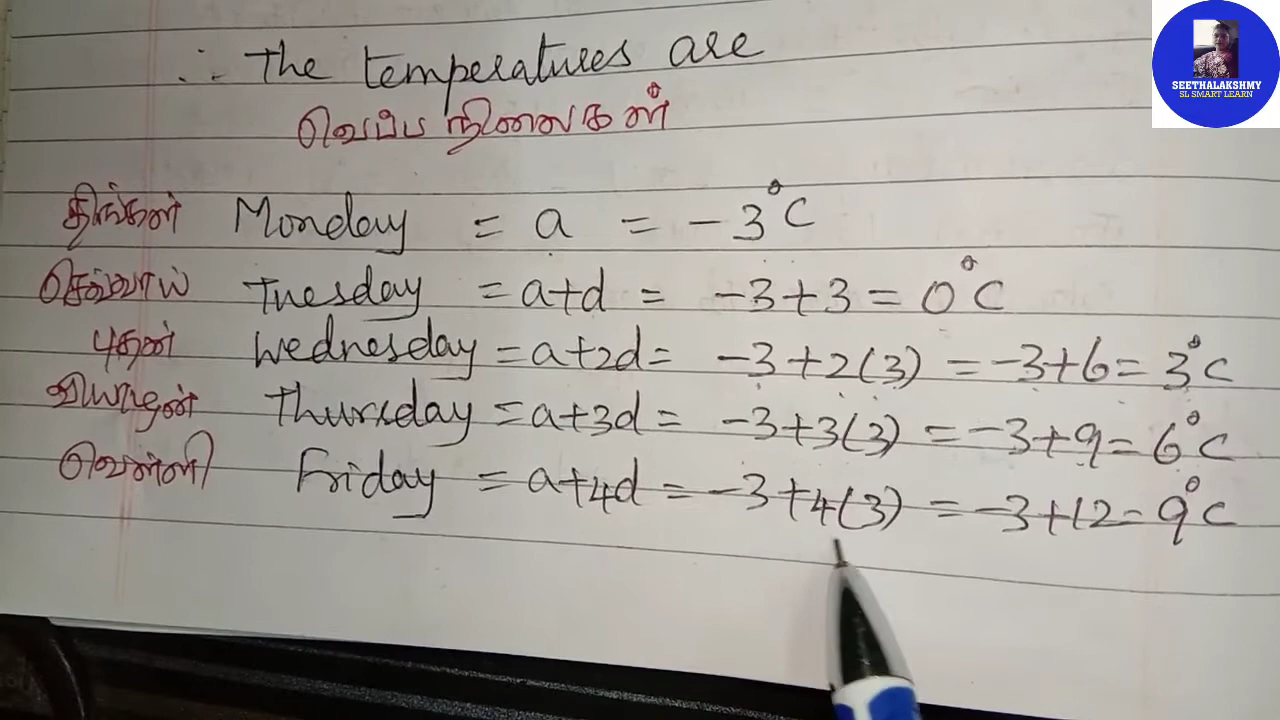 ∴ The temperatures are
வெப்ப நிலைகள்
திங்கள் Monday = a = -3°C
செவ்வாய் Tuesday = a+d = -3+3 = 0°C
புதன் Wednesday = a+2d = -3+2(3) = -3+6 = 3°C
வியாழன் Thursday = a+3d = -3+3(3) = -3+9 = 6°C
வெள்ளி Friday = a+4d = -3+4(3) = -3+12 = 9°C
SEETHALAKSHMY
SL SMART LEARN